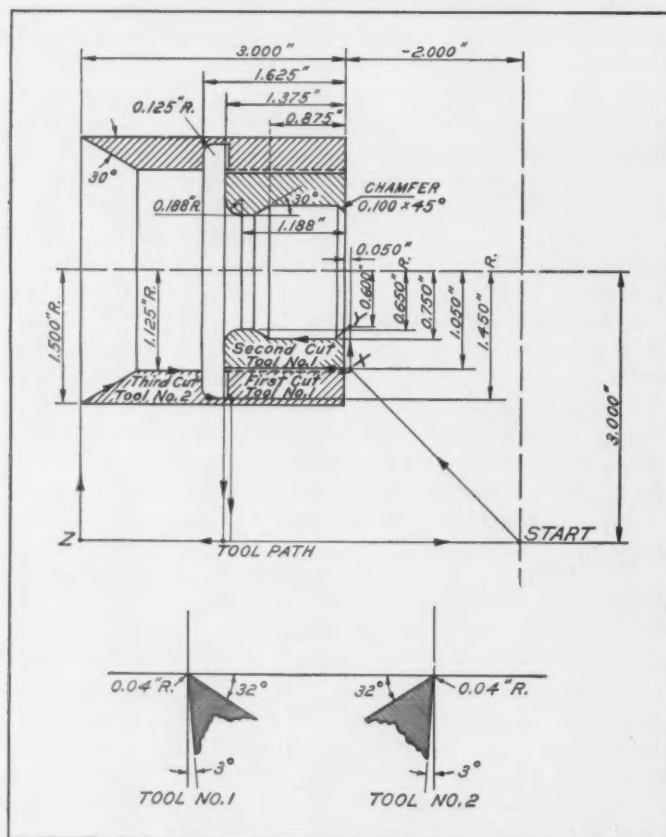 3.000"
-2.000"
1.625"
1.375"
0.875"
0.125"R.
30°
0.188"R.
30°
1.188"
CHAMFER
0.100 x 45°
0.050"
1.500"R.
1.125"R.
0.600"
0.650"R.
0.750"
1.050"
1.450"R.
3.000"
Y
X
Second Cut
Tool No.1
Third Cut
Tool No.2
First Cut
Tool No.1
Z
TOOL PATH
START
0.04"R.
32°
3°
TOOL NO.1
32°
0.04"R.
3°
TOOL NO.2